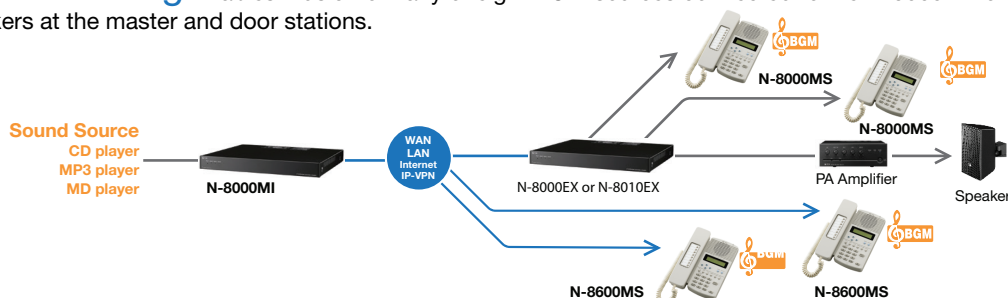 kers at the master and door stations.
BGM
N-8000MS
BGM
N-8000MS
Sound Source
CD player
MP3 player
MD player
N-8000MI
WAN
LAN
Internet
IP-VPN
N-8000EX or N-8010EX
PA Amplifier
Speaker
BGM
N-8600MS
BGM
N-8600MS